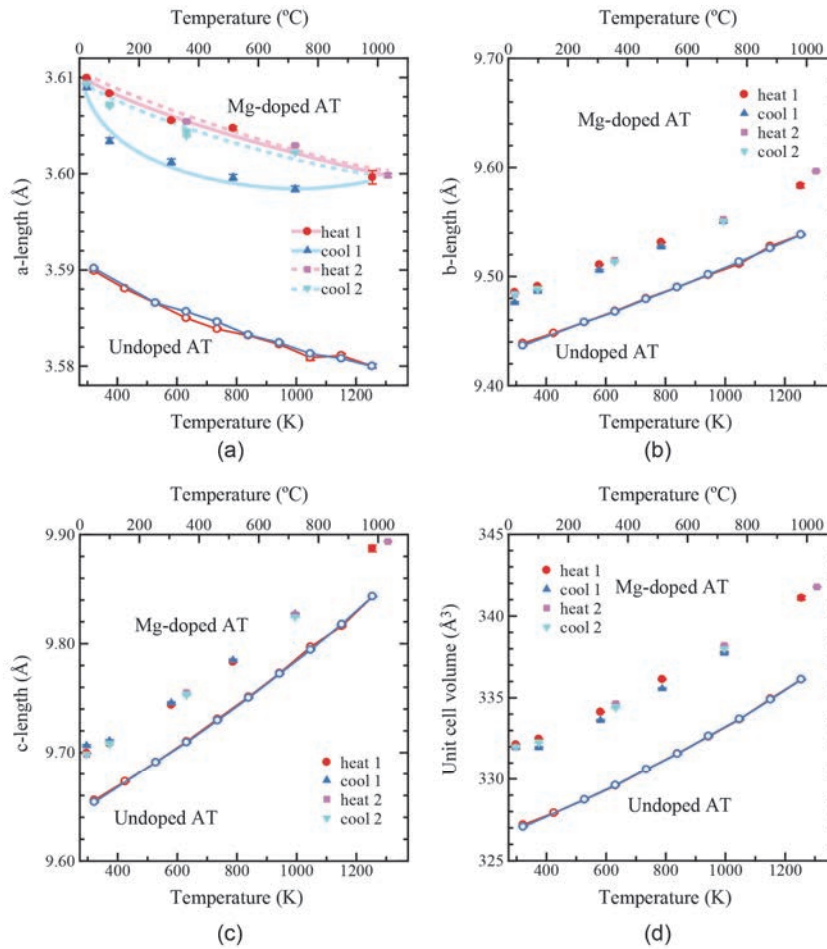 Temperature (ºC)
0 200 400 600 800 1000
3.61
3.60
3.59
3.58
a-length (Å)
Mg-doped AT
heat 1
cool 1
heat 2
cool 2
Undoped AT
400 600 800 1000 1200
Temperature (K)
(a)
Temperature (ºC)
0 200 400 600 800 1000
9.70
9.60
9.50
9.40
b-length (Å)
Mg-doped AT
heat 1
cool 1
heat 2
cool 2
Undoped AT
400 600 800 1000 1200
Temperature (K)
(b)
Temperature (ºC)
0 200 400 600 800 1000
9.90
9.80
9.70
9.60
c-length (Å)
Mg-doped AT
heat 1
cool 1
heat 2
cool 2
Undoped AT
400 600 800 1000 1200
Temperature (K)
(c)
Temperature (ºC)
0 200 400 600 800 1000
345
340
335
330
325
Unit cell volume (Å³)
heat 1
cool 1
heat 2
cool 2
Mg-doped AT
Undoped AT
400 600 800 1000 1200
Temperature (K)
(d)